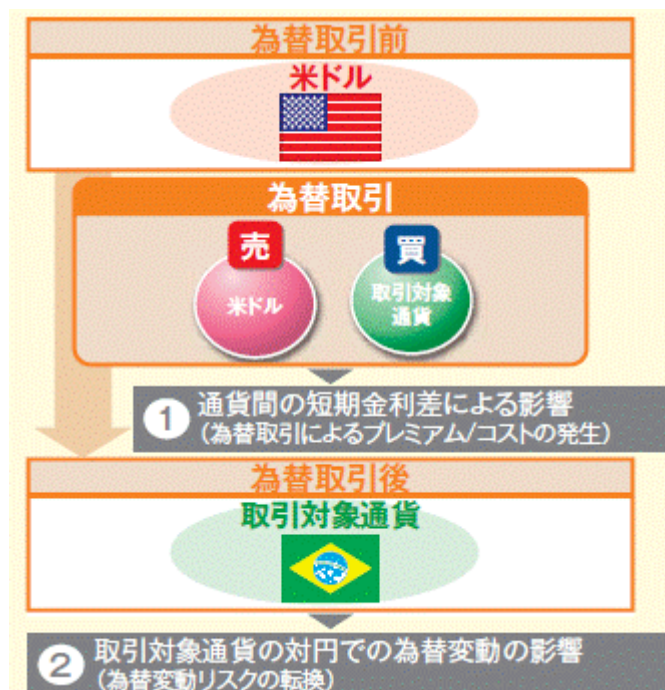 為替取引前
米ドル
為替取引
売
買
米ドル
取引対象
通貨
① 通貨間の短期金利差による影響
(為替取引によるプレミアム/コストの発生)
為替取引後
取引対象通貨
② 取引対象通貨の対円での為替変動の影響
(為替変動リスクの転換)